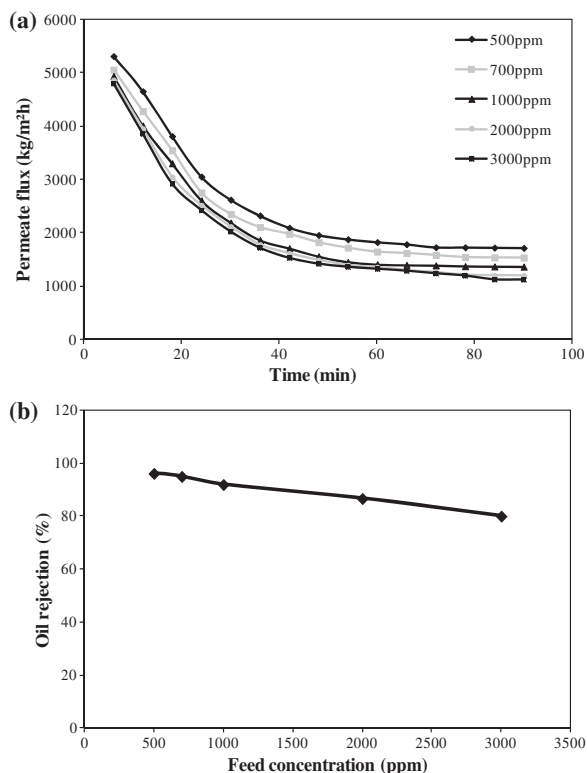 (a)
6000
5000
4000
3000
2000
1000
0
Permeate flux (kg/m²h)
500ppm
700ppm
1000ppm
2000ppm
3000ppm
0 20 40 60 80 100
Time (min)
(b)
120
100
80
60
40
20
0
Oil rejection (%)
0 500 1000 1500 2000 2500 3000 3500
Feed concentration (ppm)